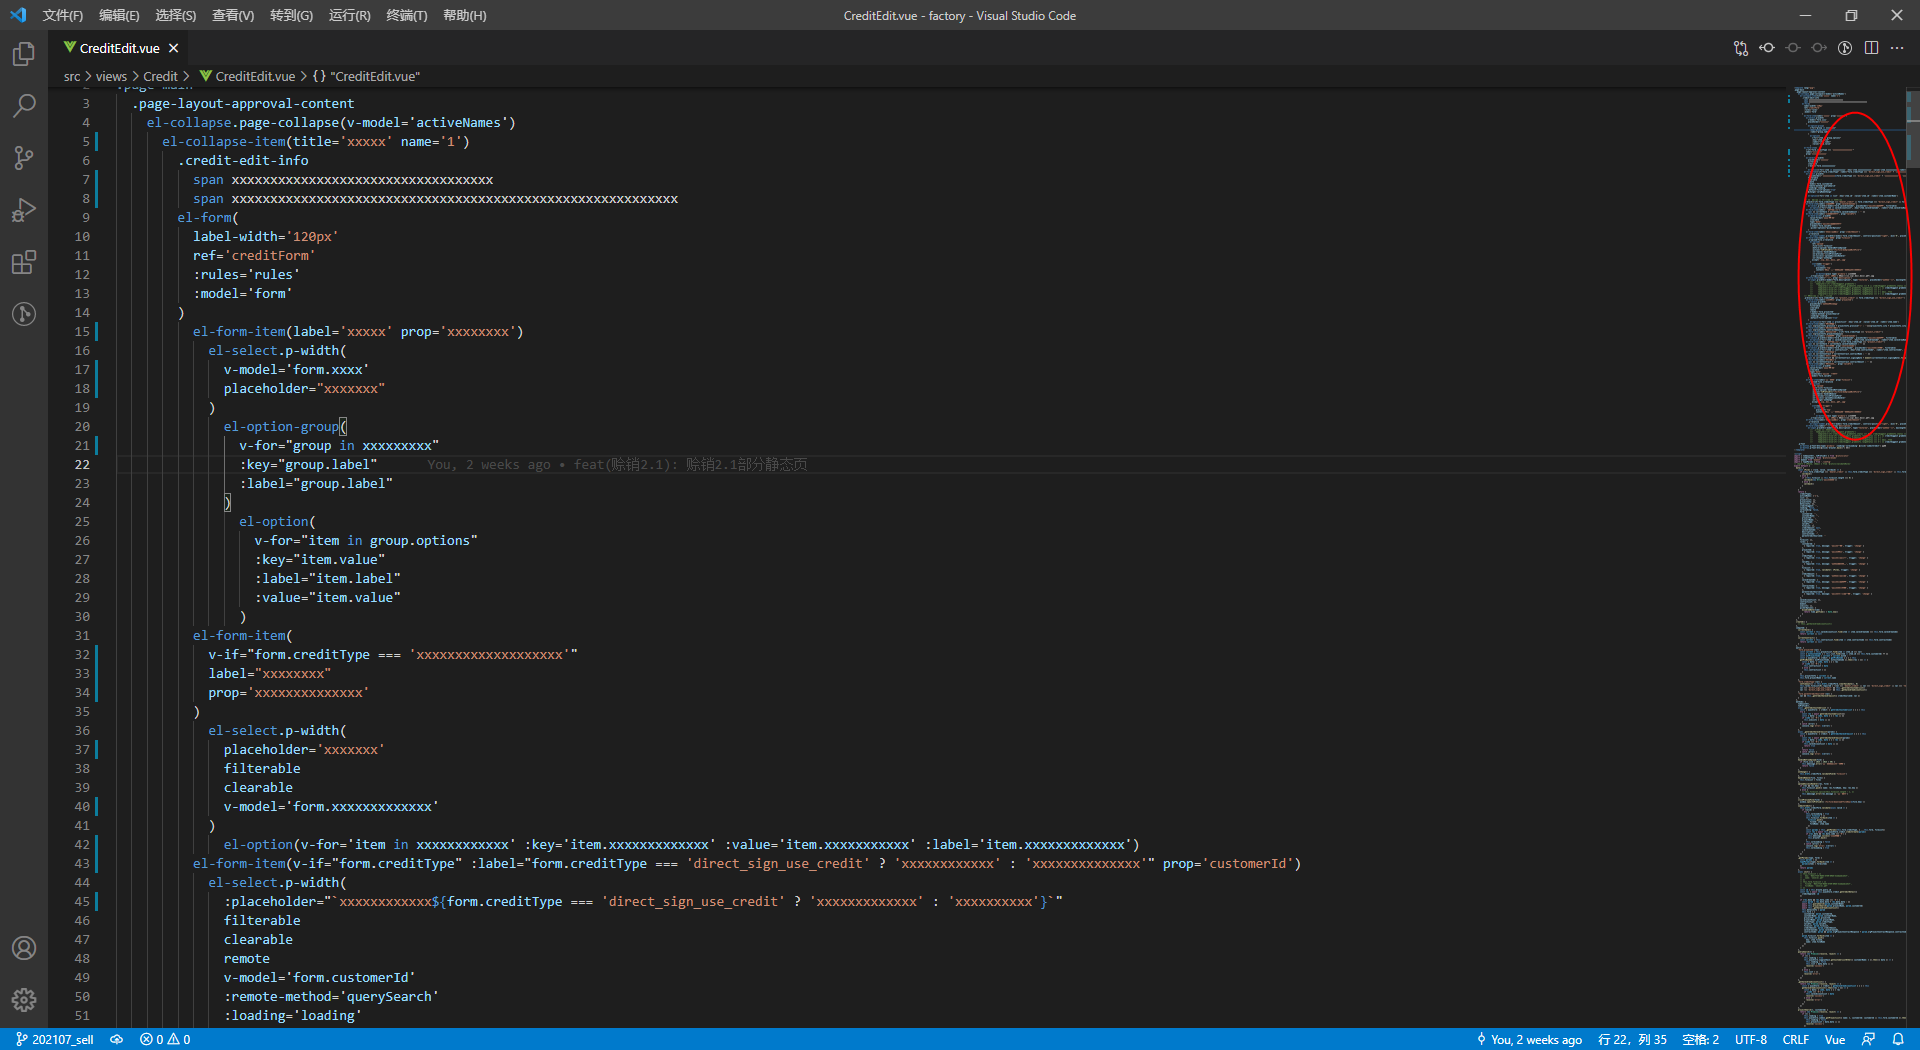 文件(F) 编辑(E) 选择(S) 查看(V) 转到(G) 运行(R) 终端(T) 帮助(H) CreditEdit.vue - factory - Visual Studio Code
CreditEdit.vue
src > views > Credit > CreditEdit.vue > {} "CreditEdit.vue"
2 .page-main
3 .page-layout-approval-content
4 el-collapse.page-collapse(v-model='activeNames')
5 el-collapse-item(title='xxxxx' name='1')
6 .credit-edit-info
7 span xxxxxxxxxxxxxxxxxxxxxxxxxxxxxxxxxx
8 span xxxxxxxxxxxxxxxxxxxxxxxxxxxxxxxxxxxxxxxxxxxxxxxxxxxxxxxxxx
9 el-form(
10 label-width='120px'
11 ref='creditForm'
12 :rules='rules'
13 :model='form'
14 )
15 el-form-item(label='xxxxx' prop='xxxxxxxx')
16 el-select.p-width(
17 v-model='form.xxxx'
18 placeholder="xxxxxxx"
19 )
20 el-option-group(
21 v-for="group in xxxxxxxxx"
22 :key="group.label" You, 2 weeks ago • feat(赊销2.1): 赊销2.1部分静态页
23 :label="group.label"
24 )
25 el-option(
26 v-for="item in group.options"
27 :key="item.value"
28 :label="item.label"
29 :value="item.value"
30 )
31 el-form-item(
32 v-if="form.creditType === 'xxxxxxxxxxxxxxxxxxx'"
33 label="xxxxxxxx"
34 prop='xxxxxxxxxxxxxx'
35 )
36 el-select.p-width(
37 placeholder='xxxxxxx'
38 filterable
39 clearable
40 v-model='form.xxxxxxxxxxxxx'
41 )
42 el-option(v-for='item in xxxxxxxxxxxx' :key='item.xxxxxxxxxxxxx' :value='item.xxxxxxxxxxx' :label='item.xxxxxxxxxxxxx')
43 el-form-item(v-if="form.creditType" :label="form.creditType === 'direct_sign_use_credit' ? 'xxxxxxxxxxxx' : 'xxxxxxxxxxxxxx'" prop='customerId')
44 el-select.p-width(
45 :placeholder="`xxxxxxxxxxxx${form.creditType === 'direct_sign_use_credit' ? 'xxxxxxxxxxxxx' : 'xxxxxxxxxx'}`"
46 filterable
47 clearable
48 remote
49 v-model='form.customerId'
50 :remote-method='querySearch'
51 :loading='loading'
202107_sell 0 0 You, 2 weeks ago 行 22，列 35 空格: 2 UTF-8 CRLF Vue